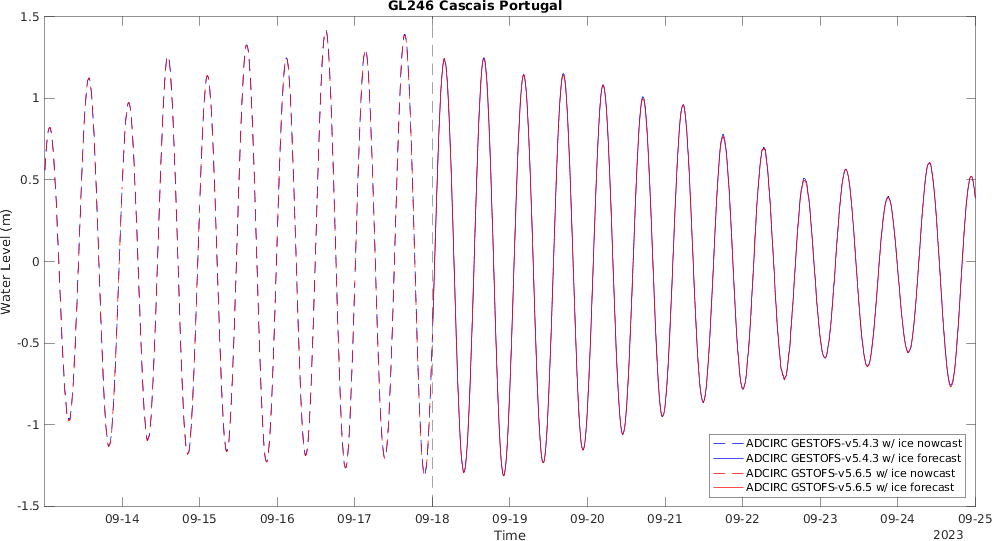 GL246 Cascais Portugal
1.5
1
0.5
0
-0.5
-1
-1.5
Water Level (m)
09-14 09-15 09-16 09-17 09-18 09-19 09-20 09-21 09-22 09-23 09-24 09-25
Time
2023
ADCIRC GESTOFS-v5.4.3 w/ ice nowcast
ADCIRC GESTOFS-v5.4.3 w/ ice forecast
ADCIRC GSTOFS-v5.6.5 w/ ice nowcast
ADCIRC GSTOFS-v5.6.5 w/ ice forecast